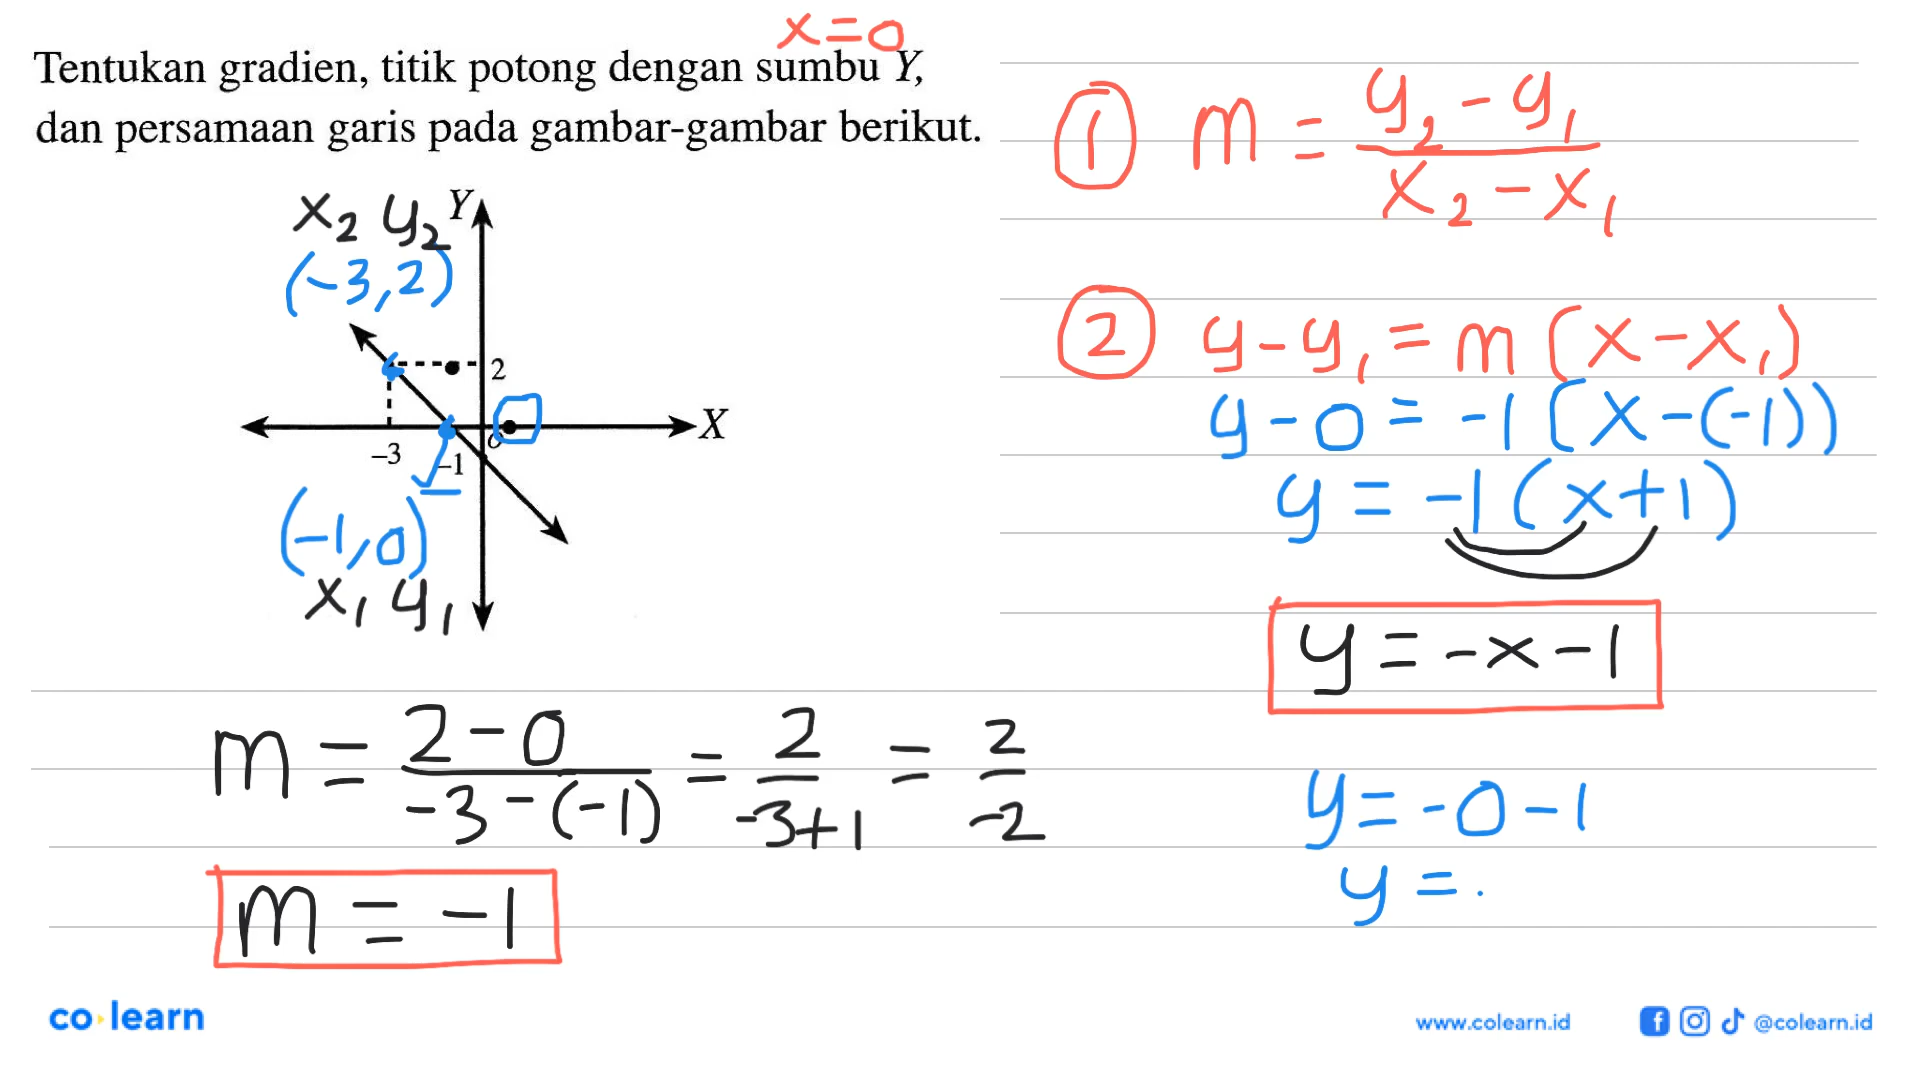 x=0
Tentukan gradien, titik potong dengan sumbu Y,
dan persamaan garis pada gambar-gambar berikut.
x₂ y₂
(-3,2)
Y
2
X
-3
-1
0
(-1,0)
x₁ y₁
m = (2-0)/(-3-(-1)) = 2/(-3+1) = 2/-2
m = -1
① m = (y₂-y₁)/(x₂-x₁)
② y-y₁ = m(x-x₁)
y-0 = -1(x-(-1))
y = -1(x+1)
y = -x-1
y = -0-1
y = .
co learn
www.colearn.id
@colearn.id